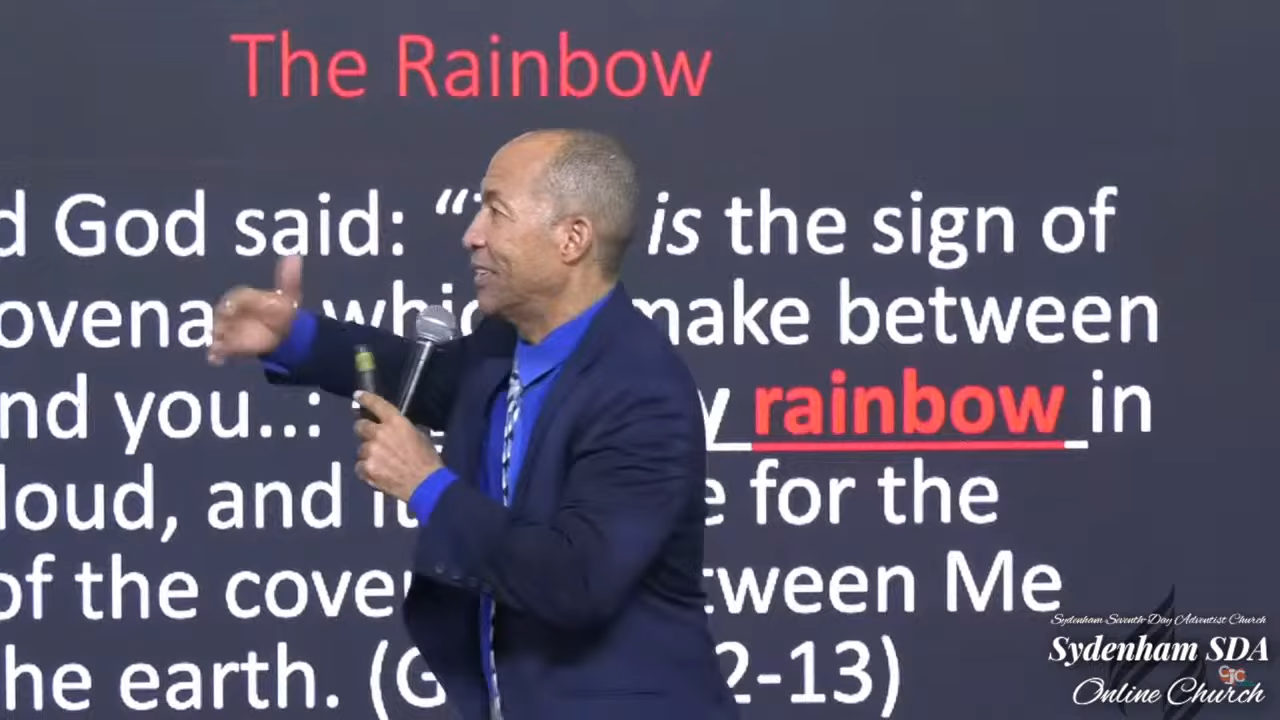 The Rainbow
d God said: “ is the sign of
ovena which make between
nd you..: y rainbow in
loud, and it e for the
of the cove tween Me
he earth. (G 2-13)
Sydenham Seventh-Day Adventist Church
Sydenham SDA
CJC
Online Church